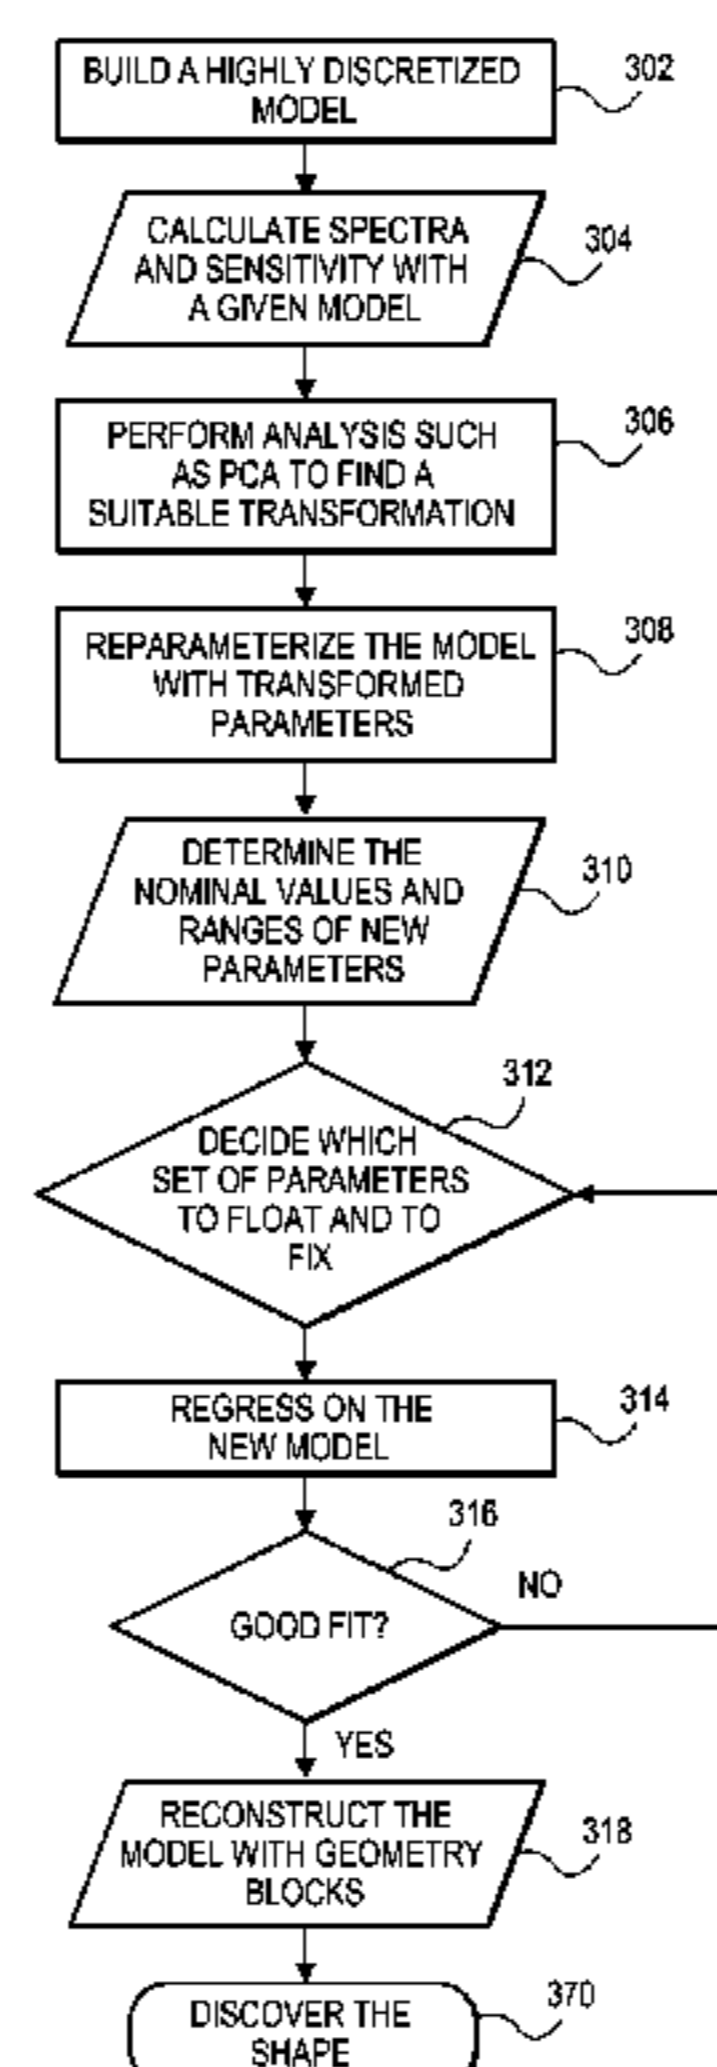 BUILD A HIGHLY DISCRETIZED
MODEL
302
CALCULATE SPECTRA
AND SENSITIVITY WITH
A GIVEN MODEL
304
PERFORM ANALYSIS SUCH
AS PCA TO FIND A
SUITABLE TRANSFORMATION
306
REPARAMETERIZE THE MODEL
WITH TRANSFORMED
PARAMETERS
308
DETERMINE THE
NOMINAL VALUES AND
RANGES OF NEW
PARAMETERS
310
312
DECIDE WHICH
SET OF PARAMETERS
TO FLOAT AND TO
FIX
REGRESS ON THE
NEW MODEL
314
316
GOOD FIT?
NO
YES
RECONSTRUCT THE
MODEL WITH GEOMETRY
BLOCKS
318
DISCOVER THE
SHAPE
370